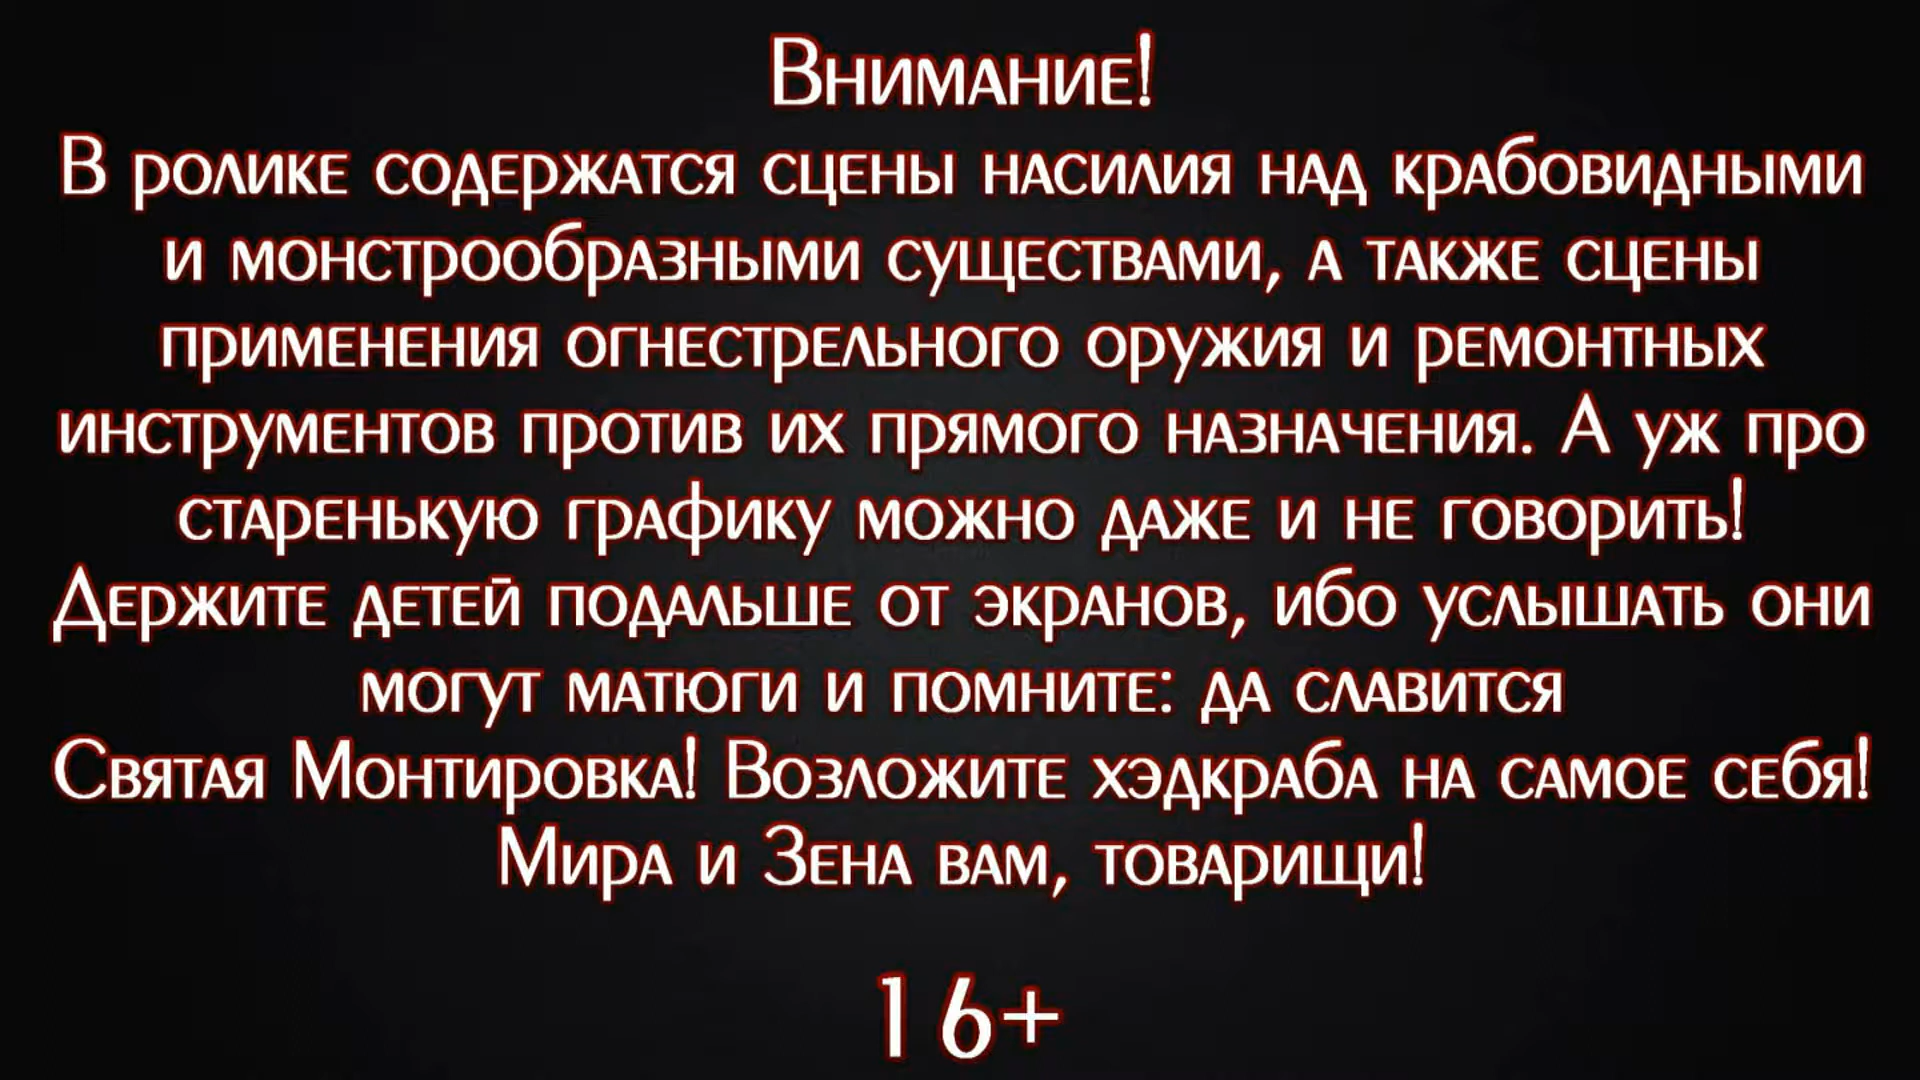 Внимание!
В ролике содержатся сцены насилия над крабовидными
и монстрообразными существами, а также сцены
применения огнестрельного оружия и ремонтных
инструментов против их прямого назначения. А уж про
старенькую графику можно даже и не говорить!
Держите детей подальше от экранов, ибо услышать они
могут матюги и помните: да славится
Святая Монтировка! Возложите хэдкраба на самое себя!
Мира и Зена вам, товарищи!
16+